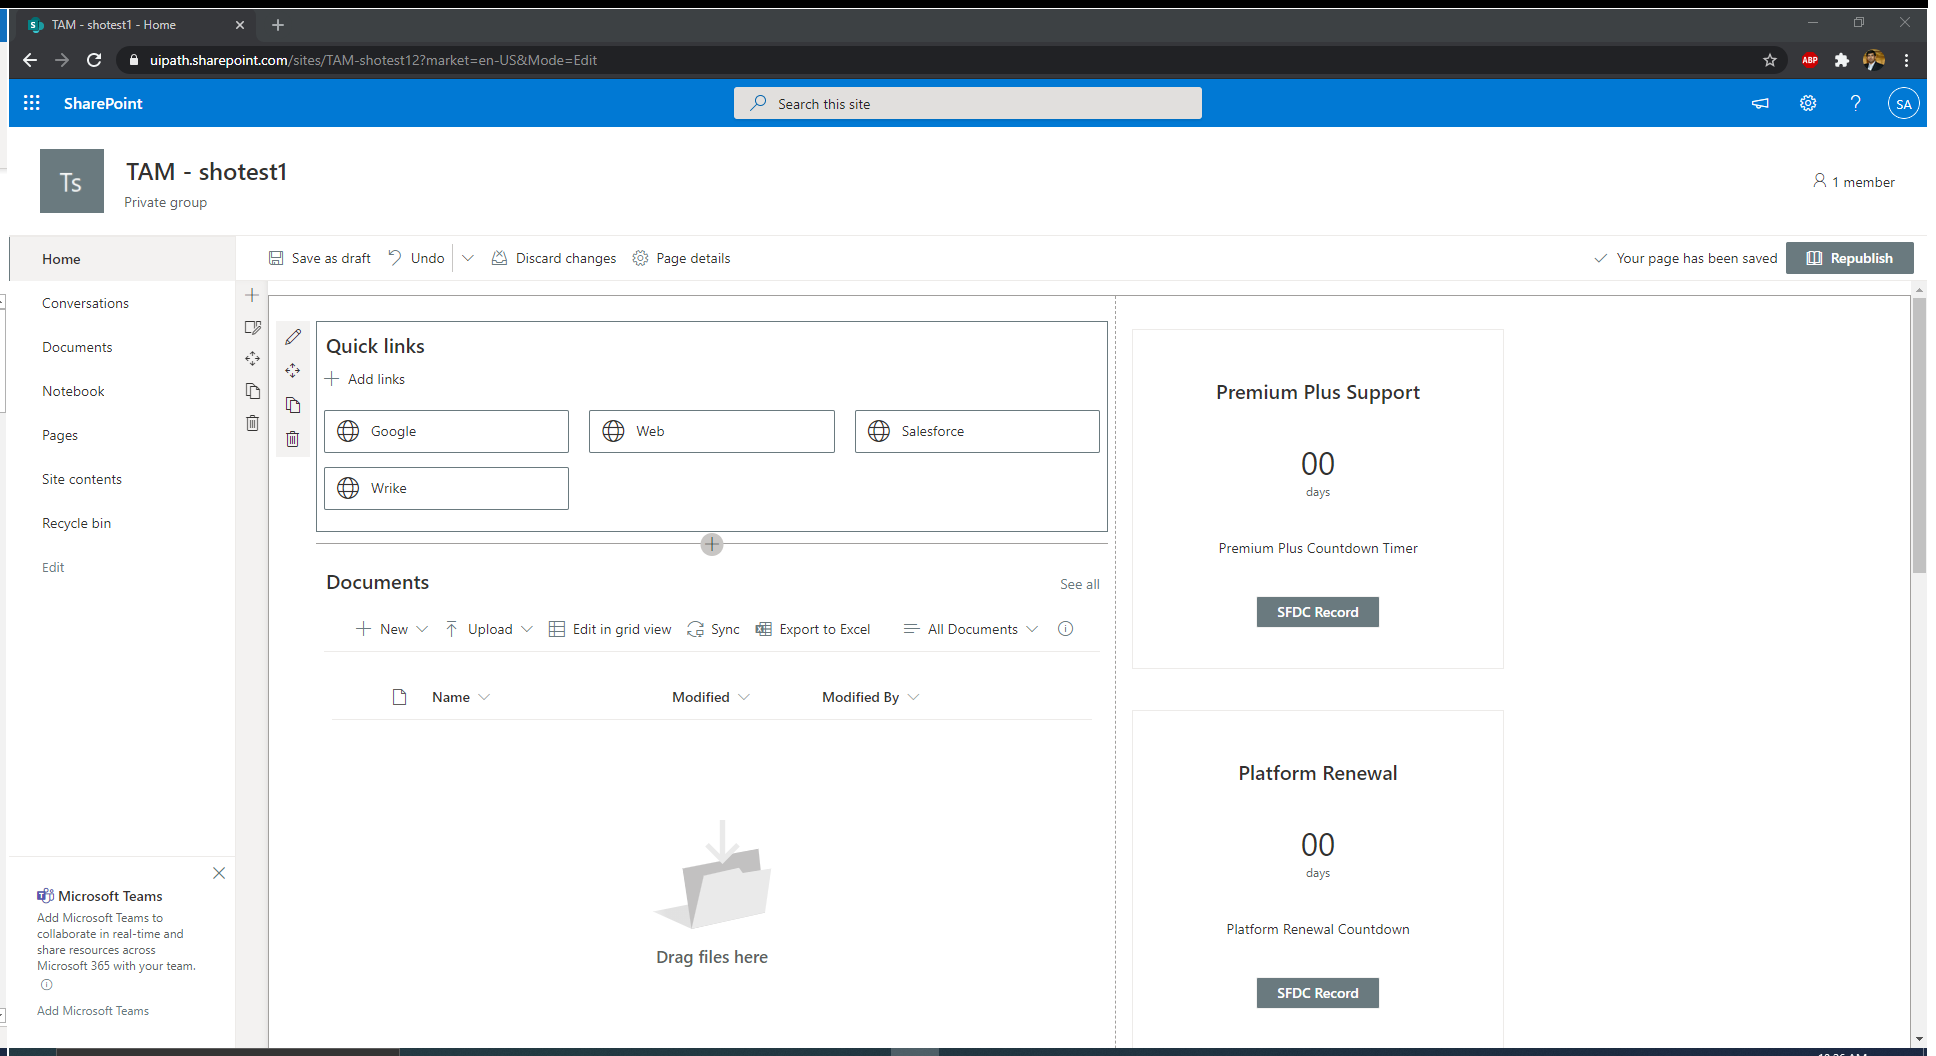 TAM - shotest1 - Home
uipath.sharepoint.com/sites/TAM-shotest12?market=en-US&Mode=Edit
ABP
SharePoint
Search this site
SA
Ts
TAM - shotest1
Private group
1 member
Home
Conversations
Documents
Notebook
Pages
Site contents
Recycle bin
Edit
Save as draft
Undo
Discard changes
Page details
Your page has been saved
Republish
Quick links
Add links
Google
Web
Salesforce
Wrike
Documents
See all
New
Upload
Edit in grid view
Sync
Export to Excel
All Documents
Name
Modified
Modified By
Drag files here
Premium Plus Support
00
days
Premium Plus Countdown Timer
SFDC Record
Platform Renewal
00
days
Platform Renewal Countdown
SFDC Record
Microsoft Teams
Add Microsoft Teams to
collaborate in real-time and
share resources across
Microsoft 365 with your team.
Add Microsoft Teams